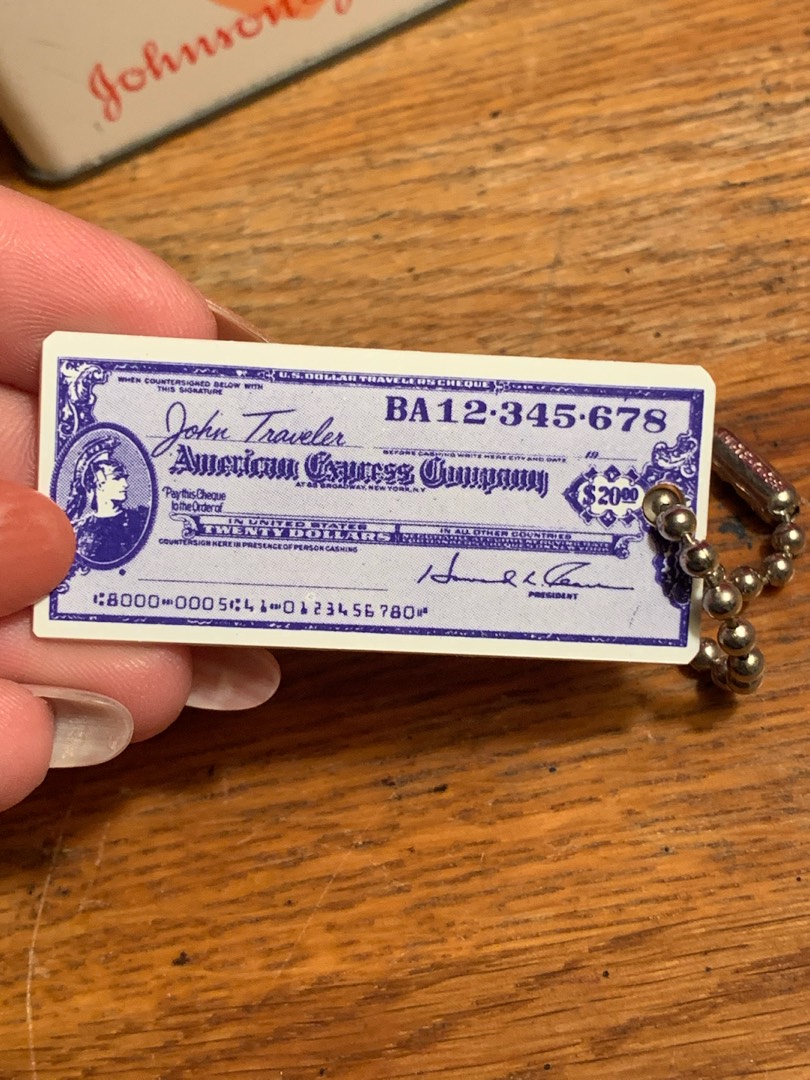 Johnson
U.S. DOLLAR TRAVELERS CHEQUE
WHEN COUNTERSIGNED BELOW WITH
THIS SIGNATURE
BA12·345·678
John Traveler
BEFORE CASHING WRITE HERE CITY AND DATE
19
American Express Company
AT 65 BROADWAY, NEW YORK, N.Y.
Pay this Cheque
to the Order of
$2000
IN UNITED STATES
TWENTY DOLLARS
IN ALL OTHER COUNTRIES
COUNTERSIGN HERE IN PRESENCE OF PERSON CASHING
PRESIDENT
⑆8000⑉0005⑆41⑉0123456780⑈